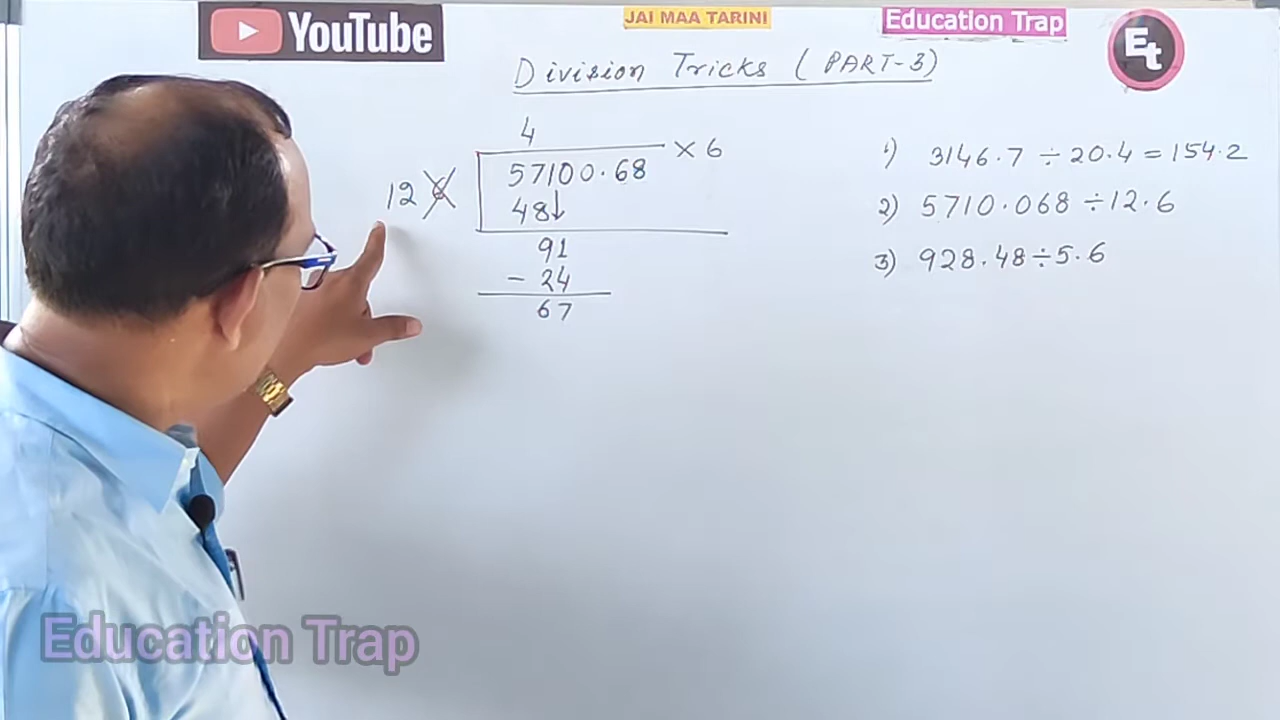 YouTube
JAI MAA TARINI
Education Trap
Et
Division Tricks (PART-3)
4
12 57100.68 × 6
48↓
91
- 24
67
1) 3146.7 ÷ 20.4 = 154.2
2) 5710.068 ÷ 12.6
3) 928.48 ÷ 5.6
Education Trap